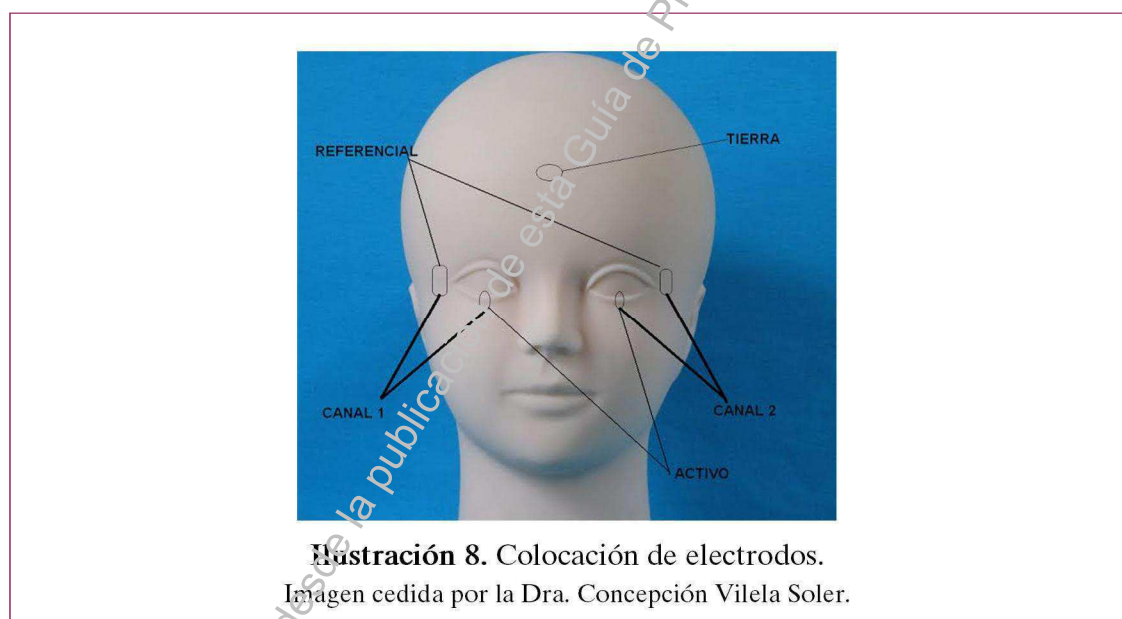 REFERENCIAL
TIERRA
CANAL 1
CANAL 2
ACTIVO
Ilustración 8. Colocación de electrodos.
Imagen cedida por la Dra. Concepción Vilela Soler.
desde la publicación de esta Guía de